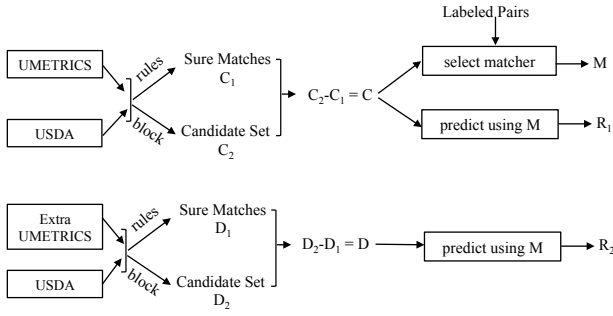 Labeled Pairs
UMETRICS
rules
Sure Matches
C₁
select matcher
M
C₂-C₁ = C
USDA
block
Candidate Set
C₂
predict using M
R₁
Extra
UMETRICS
rules
Sure Matches
D₁
D₂-D₁ = D
predict using M
R₂
USDA
block
Candidate Set
D₂